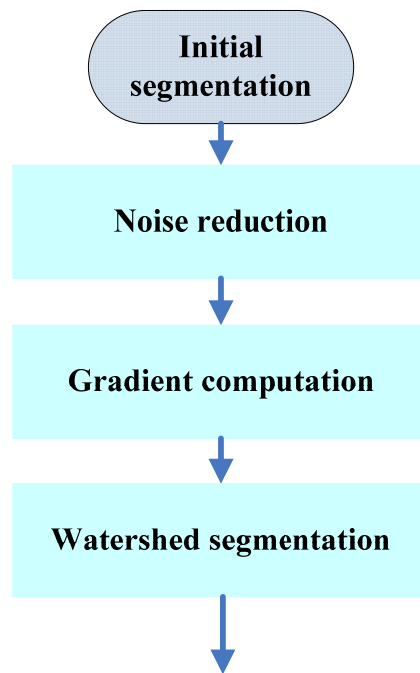 Initial
segmentation
Noise reduction
Gradient computation
Watershed segmentation